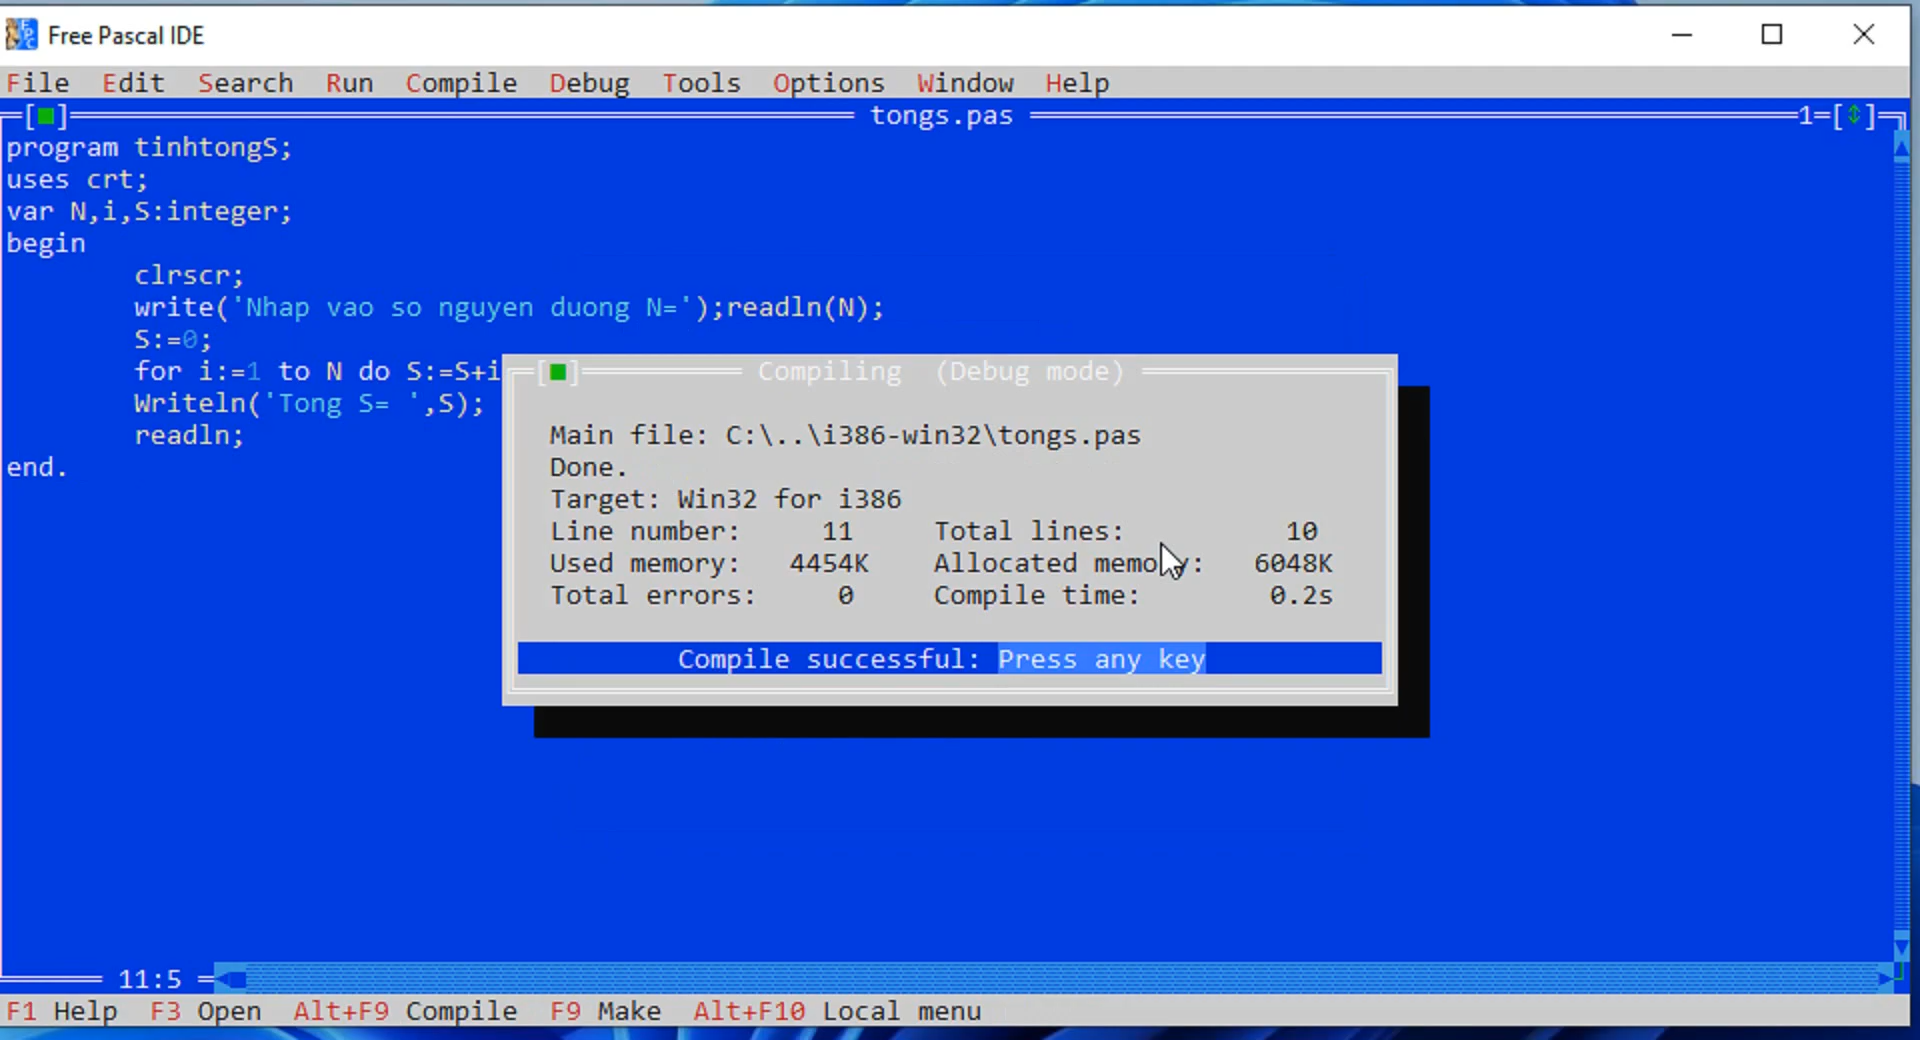 Free Pascal IDE
File Edit Search Run Compile Debug Tools Options Window Help
tongs.pas 1
program tinhtongS;
uses crt;
var N,i,S:integer;
begin
clrscr;
write('Nhap vao so nguyen duong N=');readln(N);
S:=0;
for i:=1 to N do S:=S+i
Writeln('Tong S= ',S);
readln;
end.
Compiling (Debug mode)
Main file: C:\..\i386-win32\tongs.pas
Done.
Target: Win32 for i386
Line number: 11 Total lines: 10
Used memory: 4454K Allocated memory: 6048K
Total errors: 0 Compile time: 0.2s
Compile successful: Press any key
11:5
F1 Help F3 Open Alt+F9 Compile F9 Make Alt+F10 Local menu